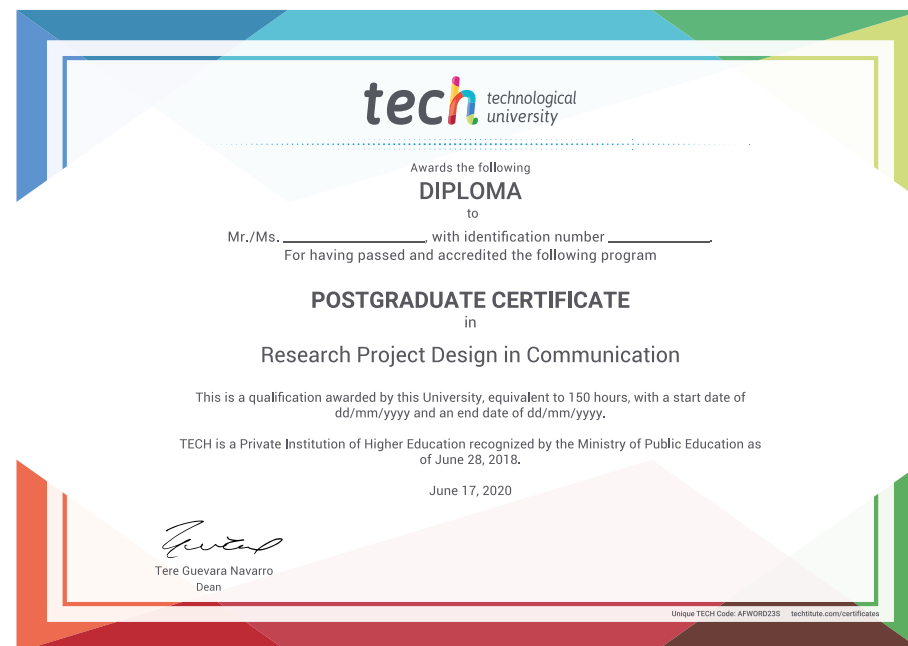 tech technological
university
Awards the following
DIPLOMA
to
Mr./Ms. ____________________, with identification number ______________.
For having passed and accredited the following program
POSTGRADUATE CERTIFICATE
in
Research Project Design in Communication
This is a qualification awarded by this University, equivalent to 150 hours, with a start date of
dd/mm/yyyy and an end date of dd/mm/yyyy.
TECH is a Private Institution of Higher Education recognized by the Ministry of Public Education as
of June 28, 2018.
June 17, 2020
Tere Guevara Navarro
Dean
Unique TECH Code: AFWORD23S techtitute.com/certificates